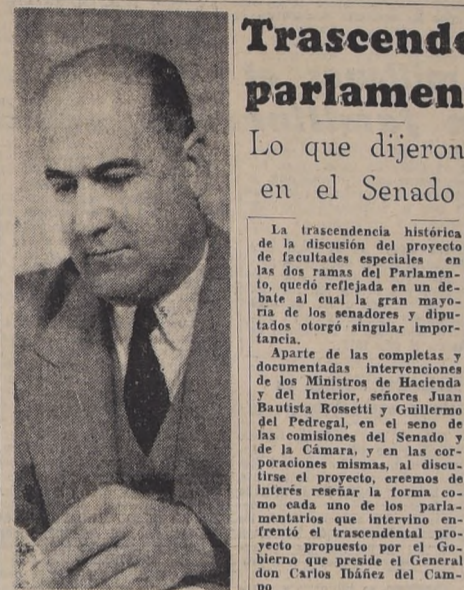 Trascende
parlamen
Lo que dijeron
en el Senado
La trascendencia histórica
de la discusión del proyecto
de facultades especiales en
las dos ramas del Parlamen-
to, quedó reflejada en un de-
bate al cual la gran mayo-
ría de los senadores y dipu-
tados otorgó singular impor-
tancia.
Aparte de las completas y
documentadas intervenciones
de los Ministros de Hacienda
y del Interior, señores Juan
Bautista Rossetti y Guillermo
del Pedregal, en el seno de
las comisiones del Senado y
de la Cámara, y en las cor-
poraciones mismas, al discu-
tirse el proyecto, creemos de
interés reseñar la forma co-
mo cada uno de los parla-
mentarios que intervino en-
frentó el trascendental pro-
yecto propuesto por el Go-
bierno que preside el General
don Carlos Ibáñez del Cam-
po